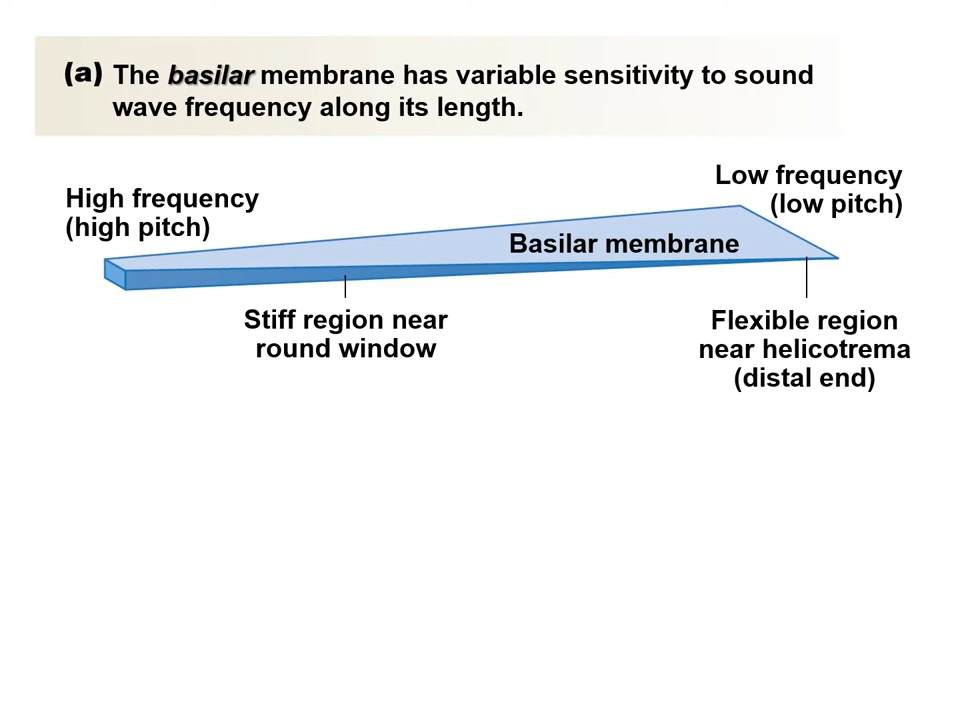 (a) The basilar membrane has variable sensitivity to sound
wave frequency along its length.
Low frequency
(low pitch)
High frequency
(high pitch)
Basilar membrane
Stiff region near
round window
Flexible region
near helicotrema
(distal end)